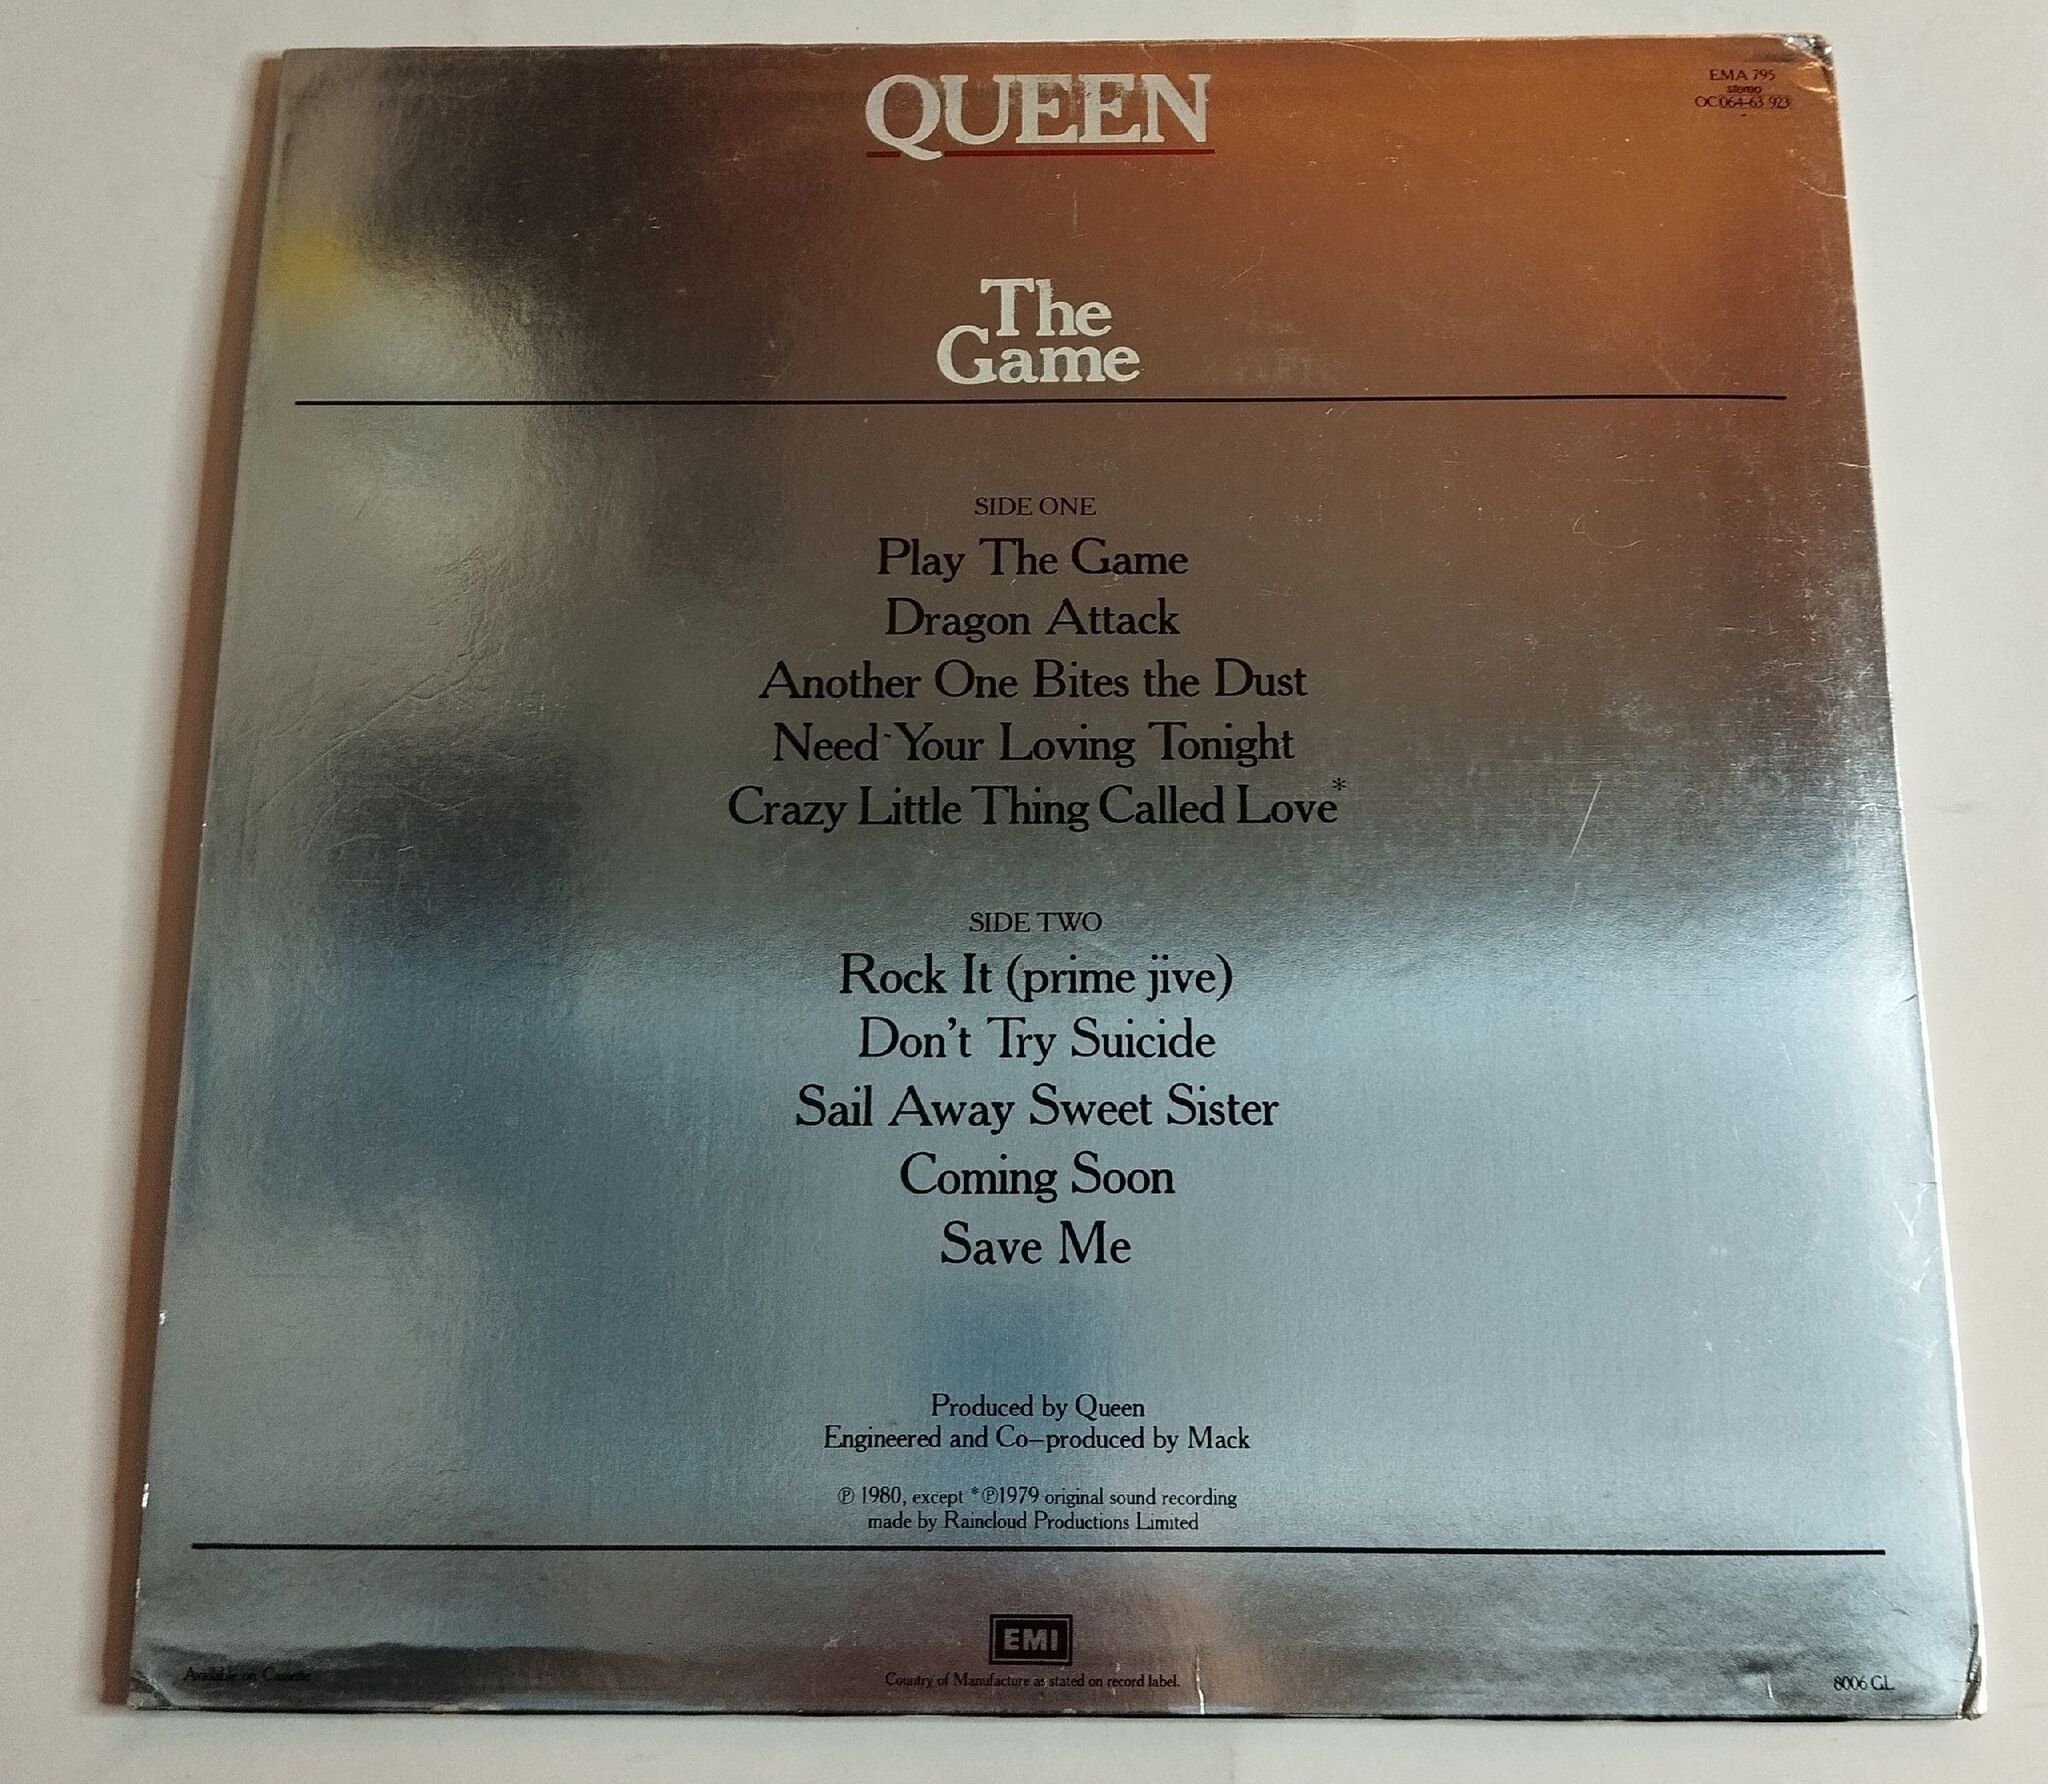 QUEEN
EMA 795
stereo
OC 064-63 923
The
Game
SIDE ONE
Play The Game
Dragon Attack
Another One Bites the Dust
Need Your Loving Tonight
Crazy Little Thing Called Love*
SIDE TWO
Rock It (prime jive)
Don't Try Suicide
Sail Away Sweet Sister
Coming Soon
Save Me
Produced by Queen
Engineered and Co-produced by Mack
℗ 1980, except *℗1979 original sound recording
made by Raincloud Productions Limited
EMI
Available on Cassette
Country of Manufacture as stated on record label.
8006 GL